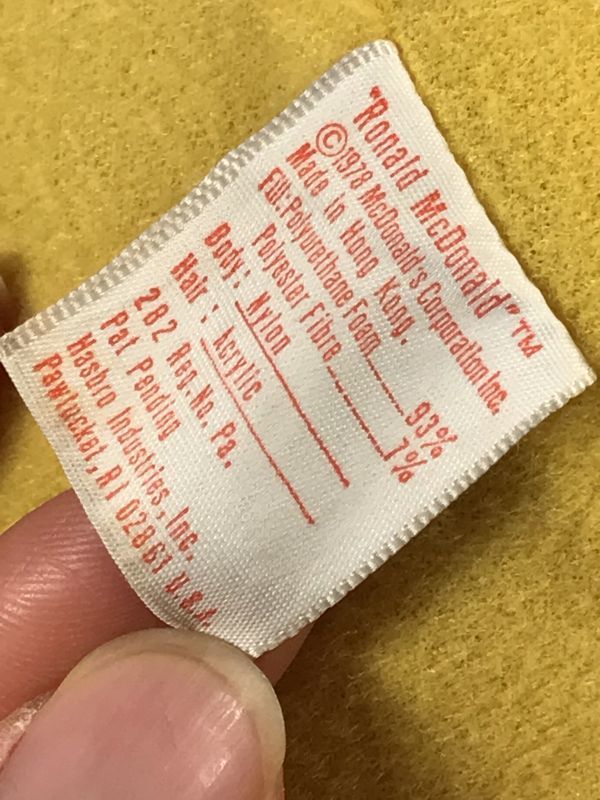 "Ronald McDonald"™
©1978 McDonald's Corporation Inc.
Made in Hong Kong.
Fill:Polyurethane Foam 93%
Polyester Fibre 7%
Body: Nylon
Hair: Acrylic
282 Reg. No. Pa.
Pat Pending
Hasbro Industries, Inc.
Pawtucket, RI 02861 U.S.A.